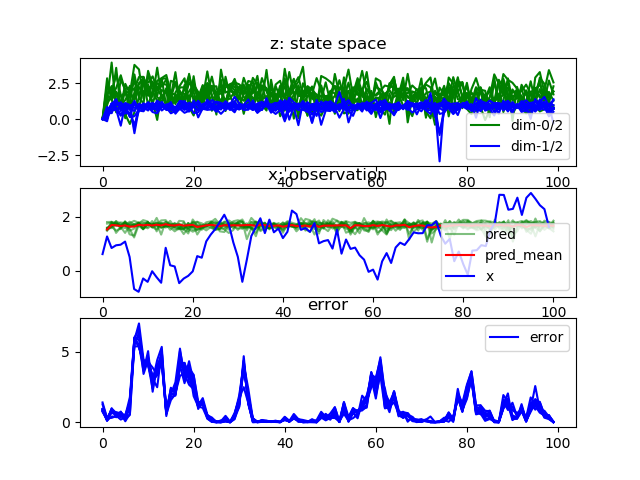 z: state space
2.5
0.0
−2.5
dim-0/2
dim-1/2
0 20 40 60 80 100
x: observation
2
0
pred
pred_mean
x
0 20 40 60 80 100
error
5
0
error
0 20 40 60 80 100